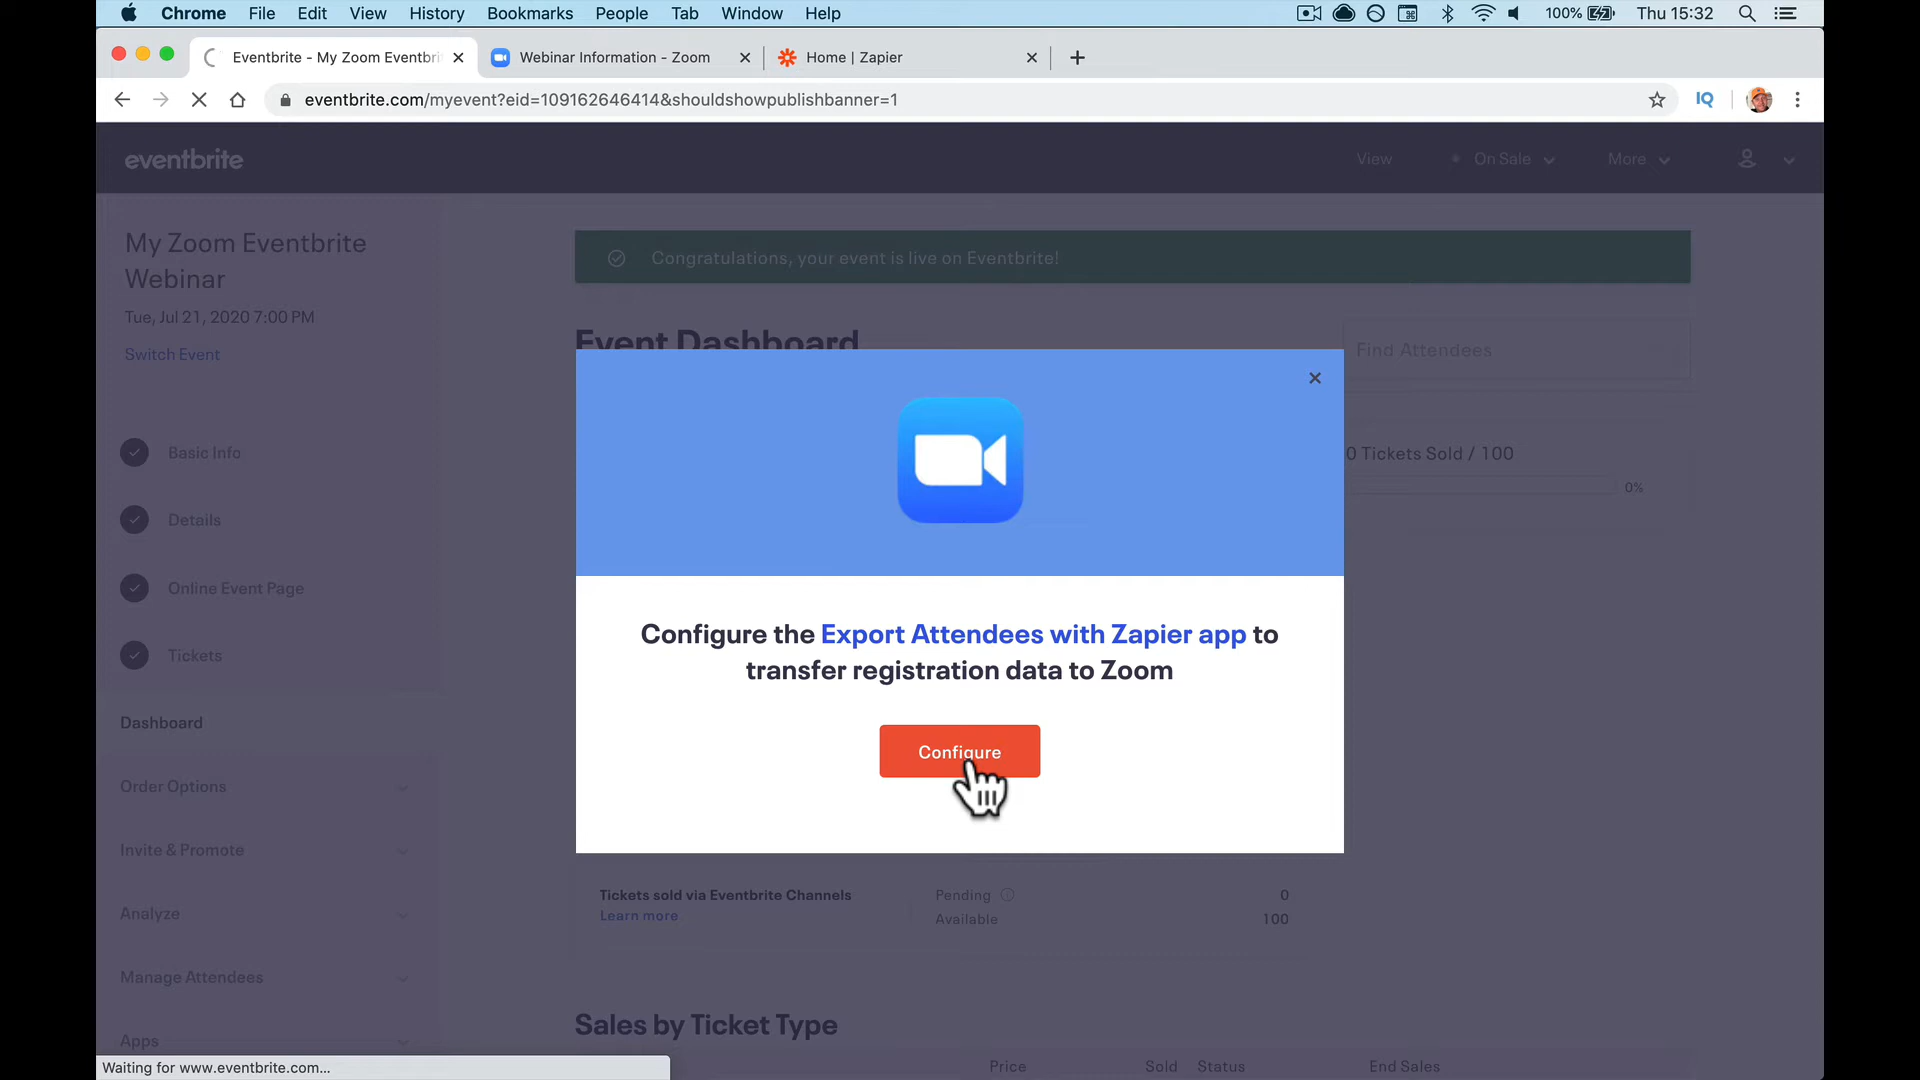 Chrome File Edit View History Bookmarks People Tab Window Help 100% Thu 15:32
Eventbrite - My Zoom Eventbri
Webinar Information - Zoom
Home | Zapier
eventbrite.com/myevent?eid=109162646414&shouldshowpublishbanner=1
IQ
eventbrite
View
On Sale
More
My Zoom Eventbrite
Webinar
Tue, Jul 21, 2020 7:00 PM
Switch Event
Basic Info
Details
Online Event Page
Tickets
Dashboard
Order Options
Invite & Promote
Analyze
Manage Attendees
Apps
Congratulations, your event is live on Eventbrite!
Event Dashboard
Find Attendees
0 Tickets Sold / 100
0%
Configure the Export Attendees with Zapier app to
transfer registration data to Zoom
Configure
Tickets sold via Eventbrite Channels
Learn more
Pending 0
Available 100
Sales by Ticket Type
Price Sold Status End Sales
Waiting for www.eventbrite.com...